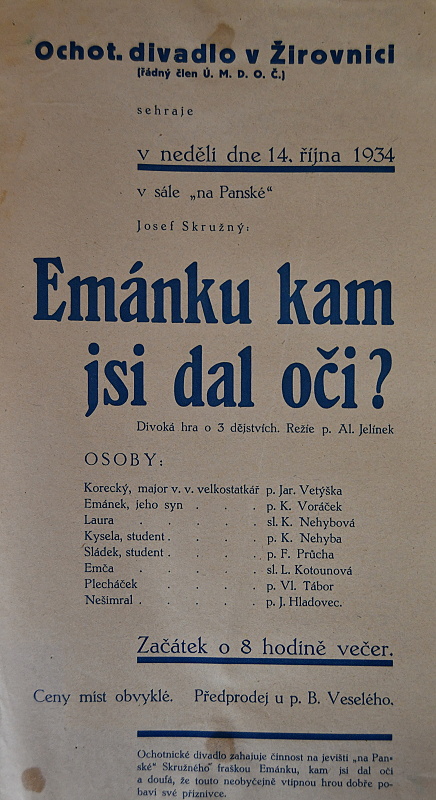 Ochot. divadlo v Žirovnici
(řádný člen Ú. M. D. O. Č.)
sehraje
v neděli dne 14. října 1934
v sále „na Panské“
Josef Skružný:
Emánku kam
jsi dal oči?
Divoká hra o 3 dějstvích. Režie p. Al. Jelínek
OSOBY:
Korecký, major v. v. velkostatkář p. Jar. Vetýška
Emánek, jeho syn . . . p. K. Voráček
Laura . . . . sl. K. Nehybová
Kysela, student . . . . p. K. Nehyba
Sládek, student . . . . p. F. Průcha
Emča . . . . sl. L. Kotounová
Plecháček . . . . p. Vl. Tábor
Nešimral . . . . p. J. Hladovec.
Začátek o 8 hodině večer.
Ceny míst obvyklé. Předprodej u p. B. Veselého.
Ochotnické divadlo zahajuje činnost na jevišti „na Pan-
ské“ Skružného fraškou Emánku, kam jsi dal oči
a doufá, že touto neobyčejně vtipnou hrou dobře po-
baví své příznivce.